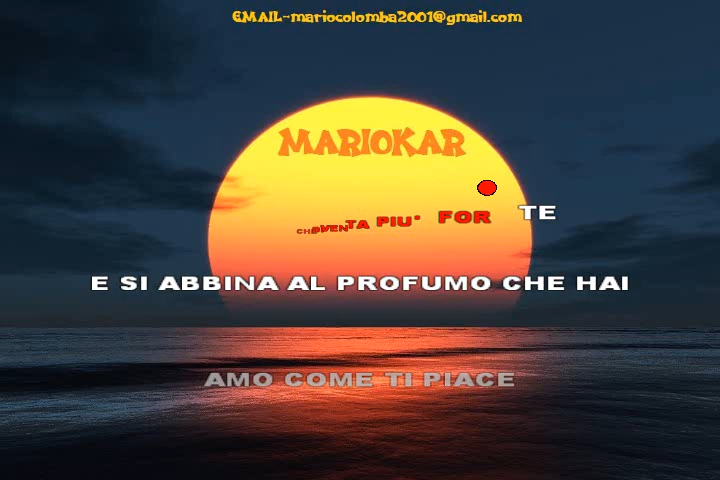 EMAIL-mariocolomba2001@gmail.com
MARIOKAR
CHE DIVENTA PIU' FOR TE
E SI ABBINA AL PROFUMO CHE HAI
AMO COME TI PIACE